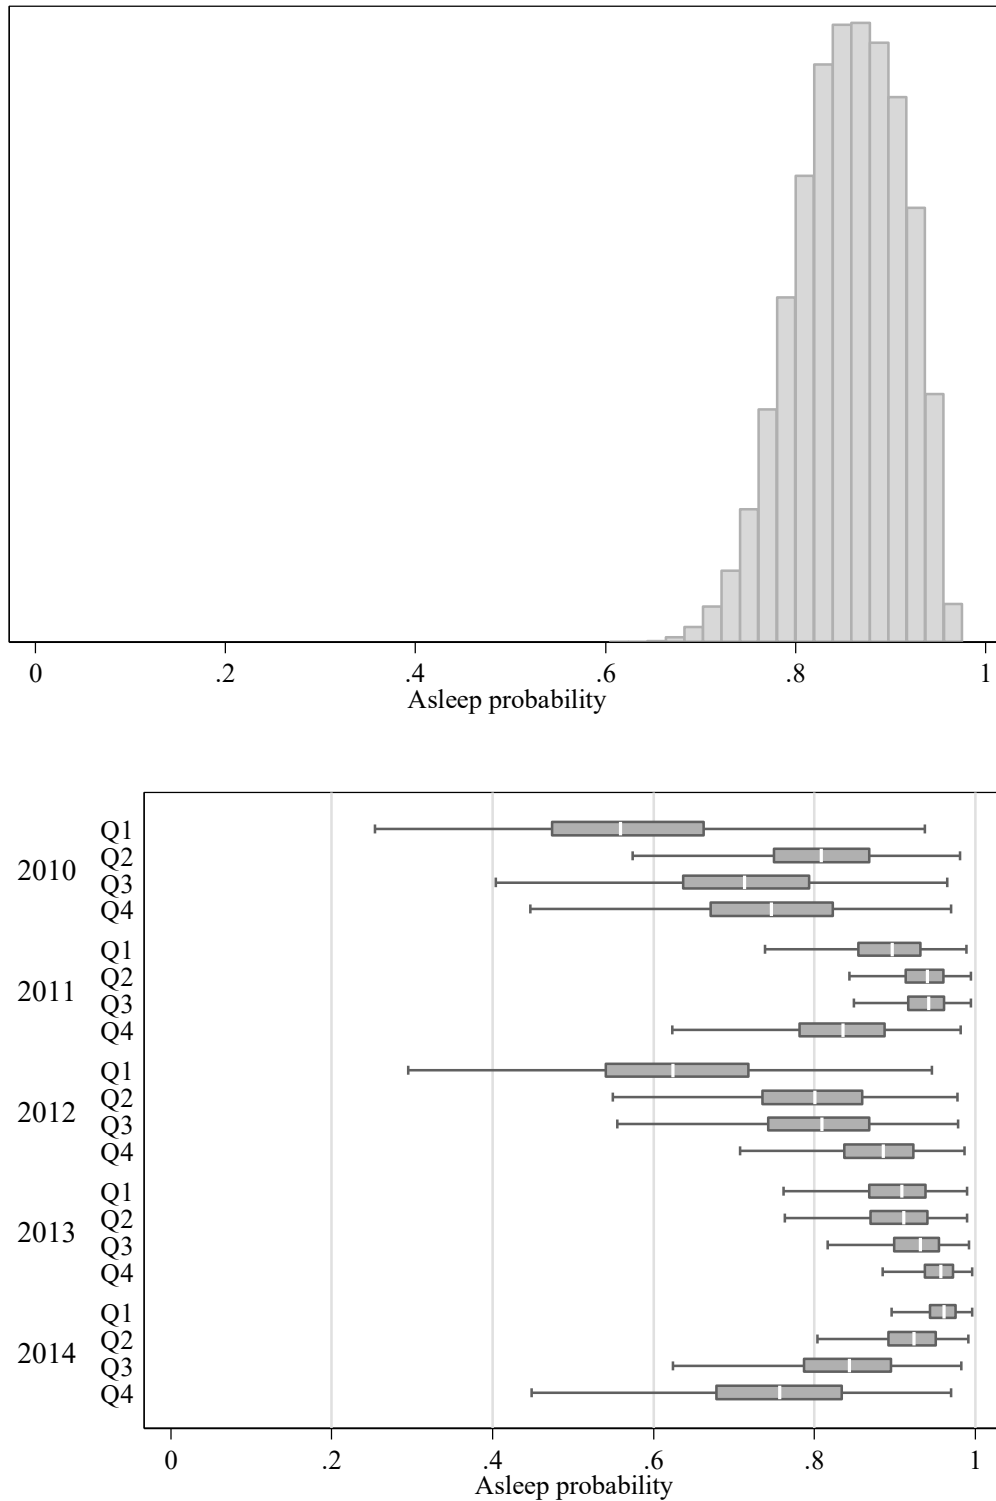 0 .2 .4 .6 .8 1
Asleep probability
2010
Q1
Q2
Q3
Q4
2011
Q1
Q2
Q3
Q4
2012
Q1
Q2
Q3
Q4
2013
Q1
Q2
Q3
Q4
2014
Q1
Q2
Q3
Q4
0 .2 .4 .6 .8 1
Asleep probability